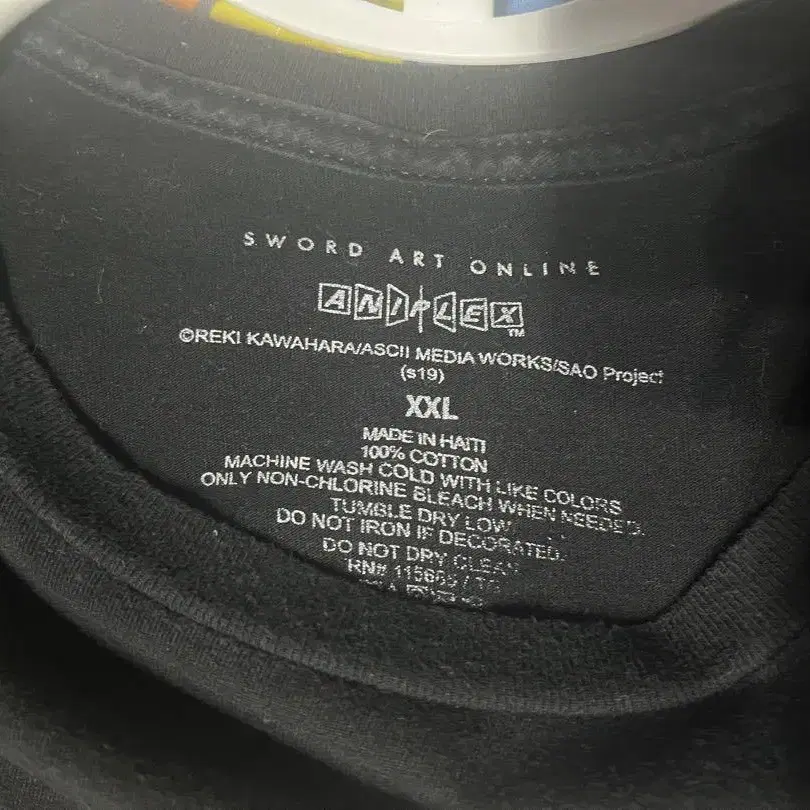 SWORD ART ONLINE
ANIPLEX™
©REKI KAWAHARA/ASCII MEDIA WORKS/SAO Project
(s19)
XXL
MADE IN HAITI
100% COTTON
MACHINE WASH COLD WITH LIKE COLORS
ONLY NON-CHLORINE BLEACH WHEN NEEDED.
TUMBLE DRY LOW.
DO NOT IRON IF DECORATED.
DO NOT DRY CLEAN
RN#